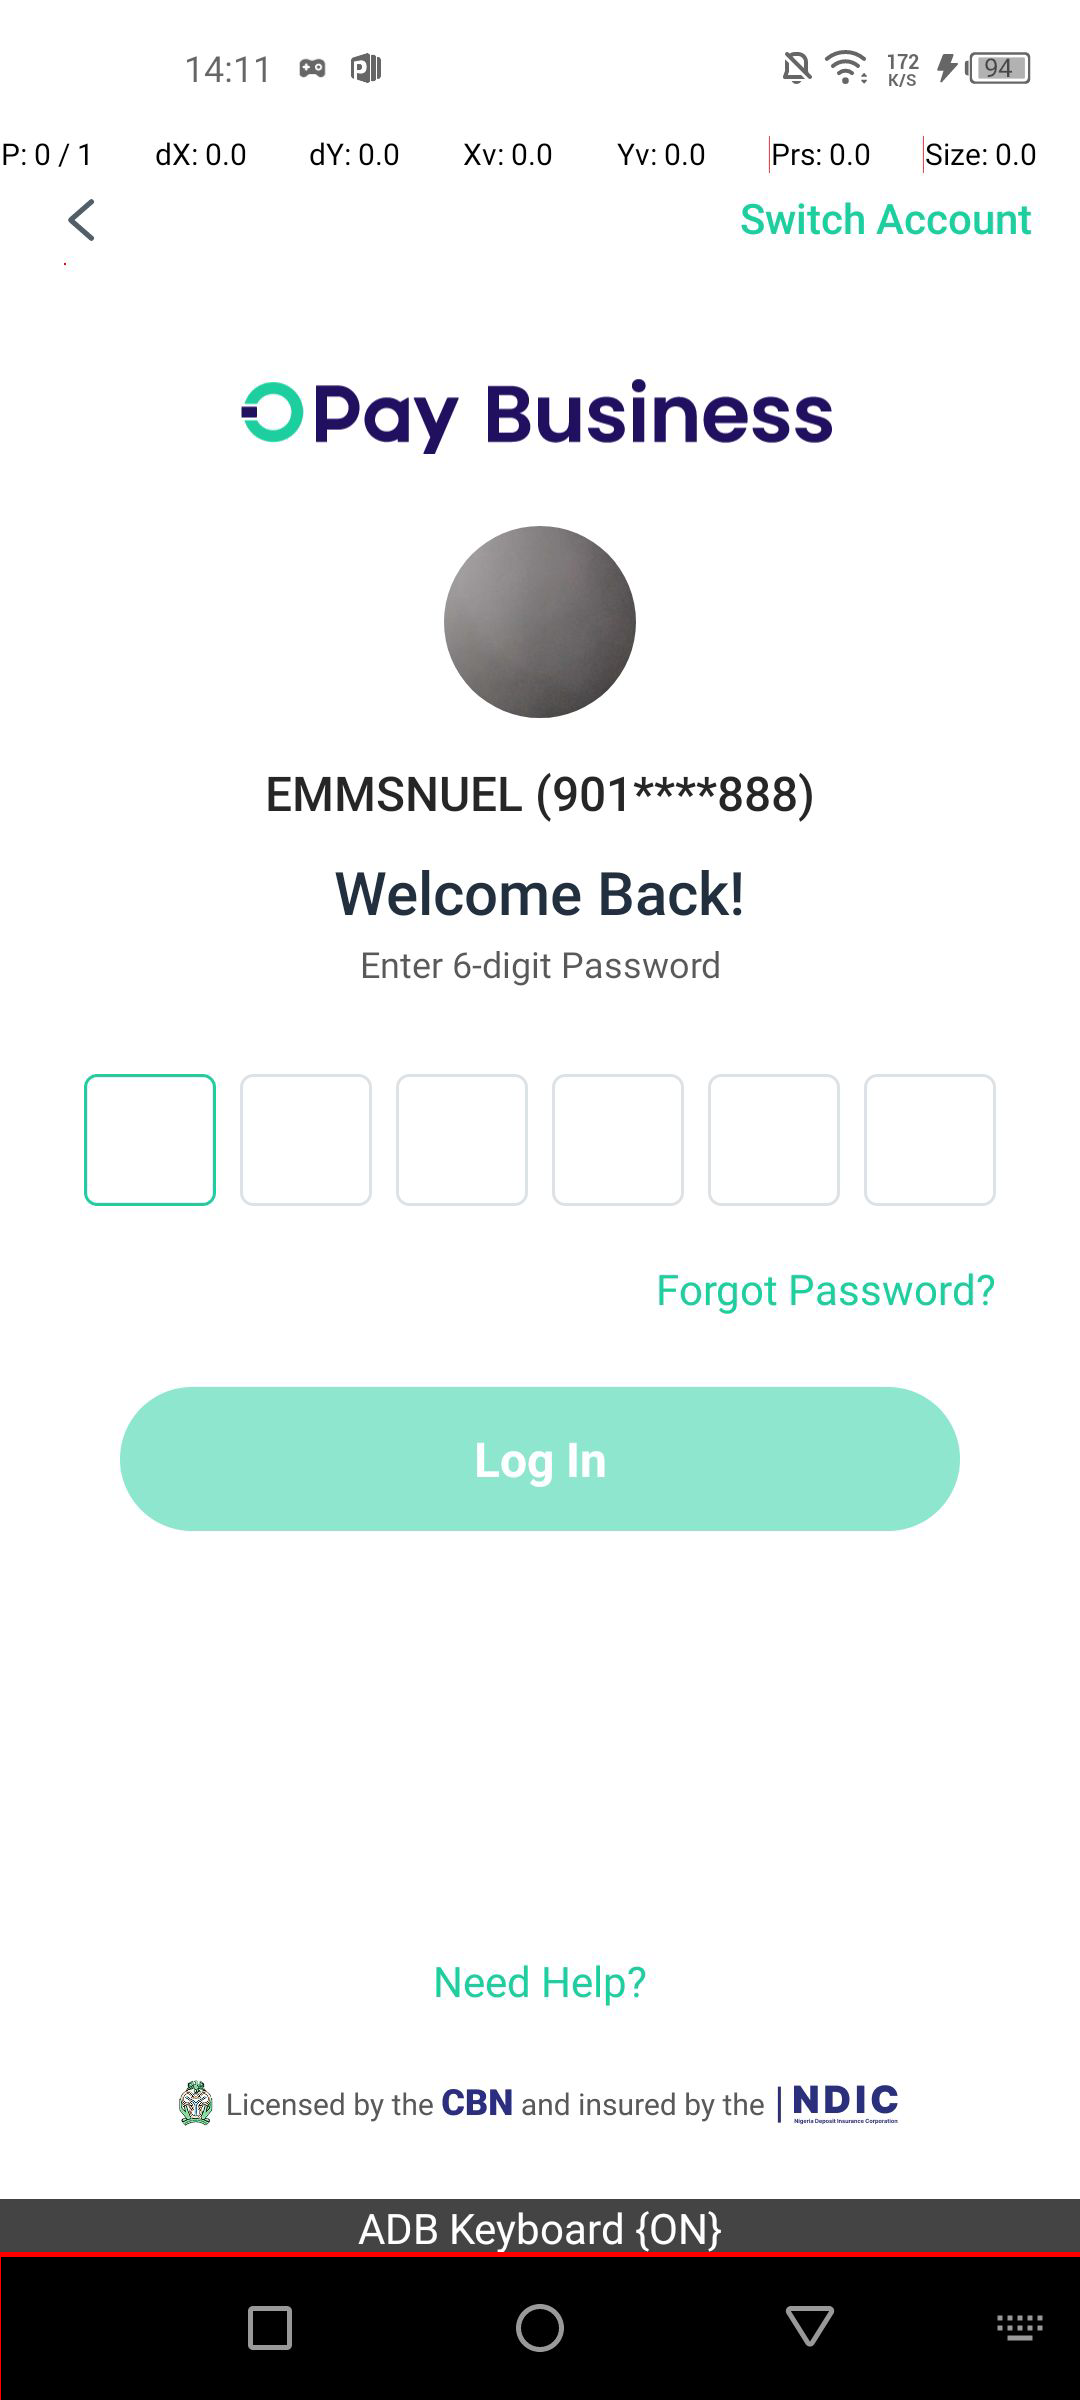 14:11
172 K/S
94
P: 0 / 1 dX: 0.0 dY: 0.0 Xv: 0.0 Yv: 0.0 Prs: 0.0 Size: 0.0
Switch Account
OPay Business
EMMSNUEL (901****888)
Welcome Back!
Enter 6-digit Password
Forgot Password?
Log In
Need Help?
Licensed by the CBN and insured by the NDIC
Nigeria Deposit Insurance Corporation
ADB Keyboard {ON}